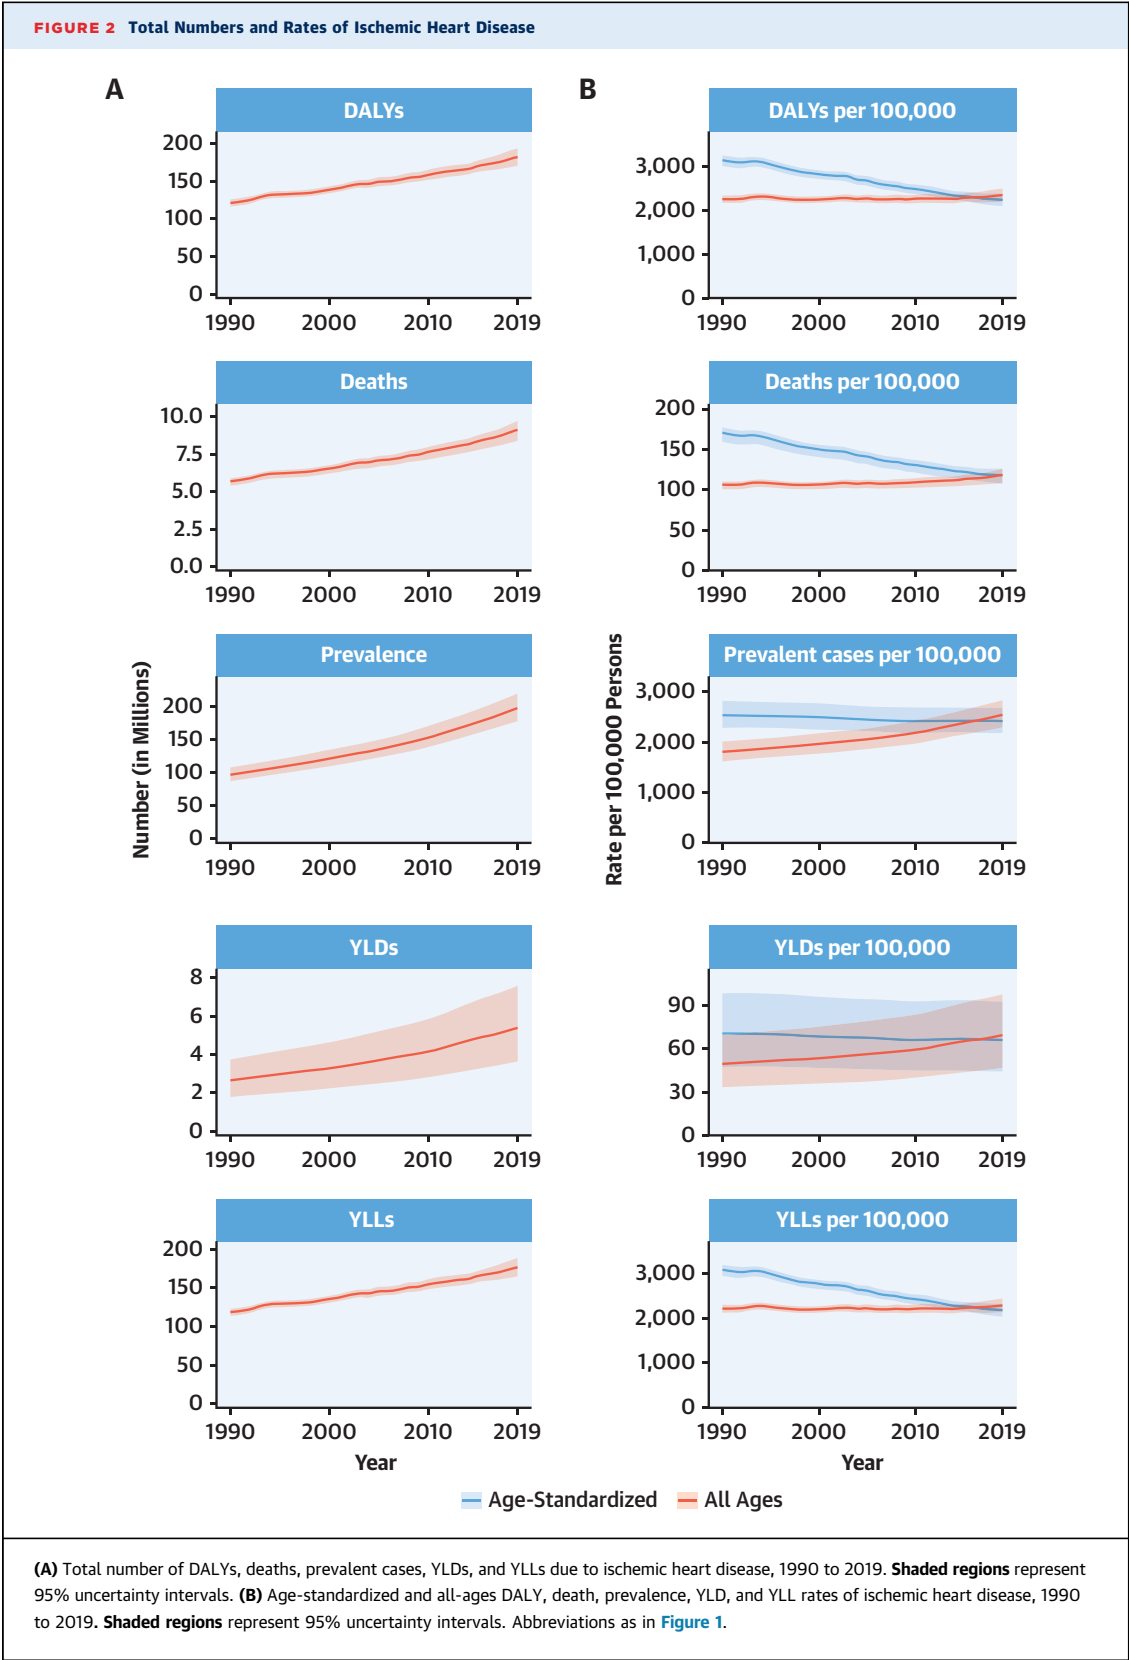 FIGURE 2 Total Numbers and Rates of Ischemic Heart Disease
A
DALYs
200
150
100
50
0
1990 2000 2010 2019
Deaths
10.0
7.5
5.0
2.5
0.0
1990 2000 2010 2019
Number (in Millions)
Prevalence
200
150
100
50
0
1990 2000 2010 2019
YLDs
8
6
4
2
0
1990 2000 2010 2019
YLLs
200
150
100
50
0
1990 2000 2010 2019
Year
B
DALYs per 100,000
3,000
2,000
1,000
0
1990 2000 2010 2019
Deaths per 100,000
200
150
100
50
0
1990 2000 2010 2019
Rate per 100,000 Persons
Prevalent cases per 100,000
3,000
2,000
1,000
0
1990 2000 2010 2019
YLDs per 100,000
90
60
30
0
1990 2000 2010 2019
YLLs per 100,000
3,000
2,000
1,000
0
1990 2000 2010 2019
Year
Age-Standardized All Ages
(A) Total number of DALYs, deaths, prevalent cases, YLDs, and YLLs due to ischemic heart disease, 1990 to 2019. Shaded regions represent
95% uncertainty intervals. (B) Age-standardized and all-ages DALY, death, prevalence, YLD, and YLL rates of ischemic heart disease, 1990
to 2019. Shaded regions represent 95% uncertainty intervals. Abbreviations as in Figure 1.